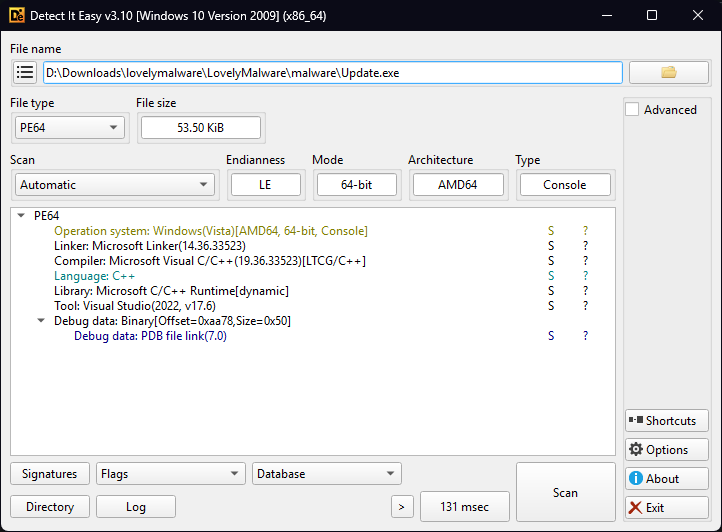 Detect It Easy v3.10 [Windows 10 Version 2009] (x86_64)
File name
D:\Downloads\lovelymalware\LovelyMalware\malware\Update.exe
File type
File size
Advanced
PE64
53.50 KiB
Scan
Endianness
Mode
Architecture
Type
Automatic
LE
64-bit
AMD64
Console
PE64
Operation system: Windows(Vista)[AMD64, 64-bit, Console] S ?
Linker: Microsoft Linker(14.36.33523) S ?
Compiler: Microsoft Visual C/C++(19.36.33523)[LTCG/C++] S ?
Language: C++ S ?
Library: Microsoft C/C++ Runtime[dynamic] S ?
Tool: Visual Studio(2022, v17.6) S ?
Debug data: Binary[Offset=0xaa78,Size=0x50]
Debug data: PDB file link(7.0) S ?
Shortcuts
Options
Signatures
Flags
Database
Scan
About
Directory
Log
>
131 msec
Exit